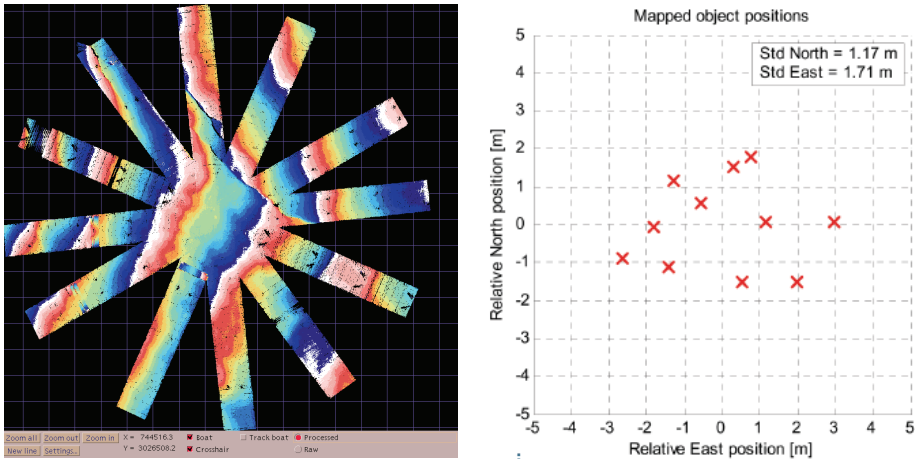 Zoom all Zoom out Zoom in X = 744516.3 Boat Track boat Processed
New line Settings.. Y = 3026508.2 Crosshair Raw
Mapped object positions
Std North = 1.17 m
Std East = 1.71 m
Relative North position [m]
5
4
3
2
1
0
-1
-2
-3
-4
-5
-5 -4 -3 -2 -1 0 1 2 3 4 5
Relative East position [m]